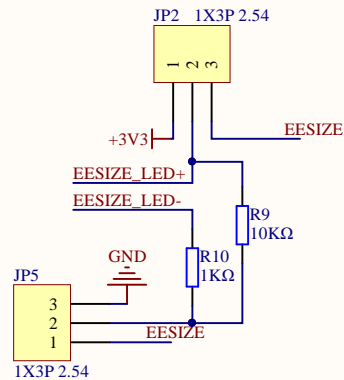 JP2 1X3P 2.54
1 2 3
+3V3
EESIZE
EESIZE_LED+
EESIZE_LED-
R9
10KΩ
GND
R10
1KΩ
JP5
3
2
1
EESIZE
1X3P 2.54